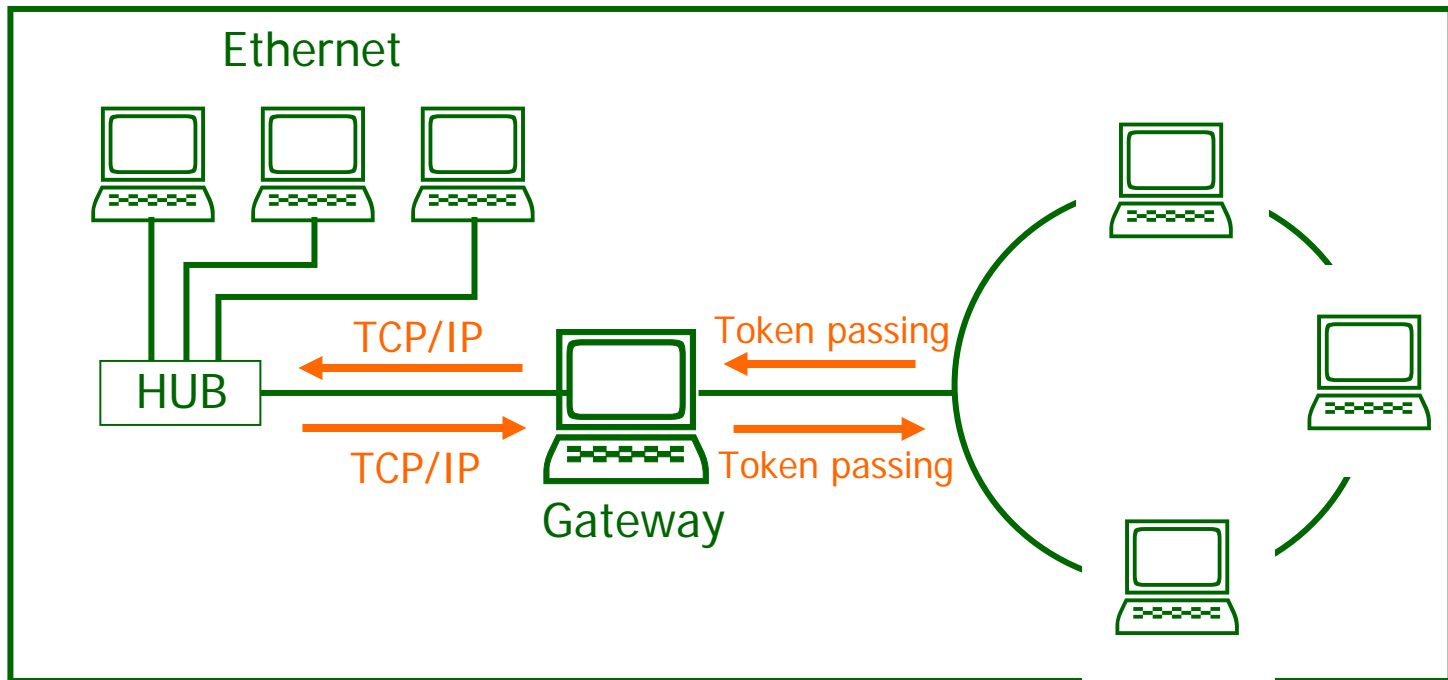 Ethernet
TCP/IP
Token passing
HUB
TCP/IP
Token passing
Gateway